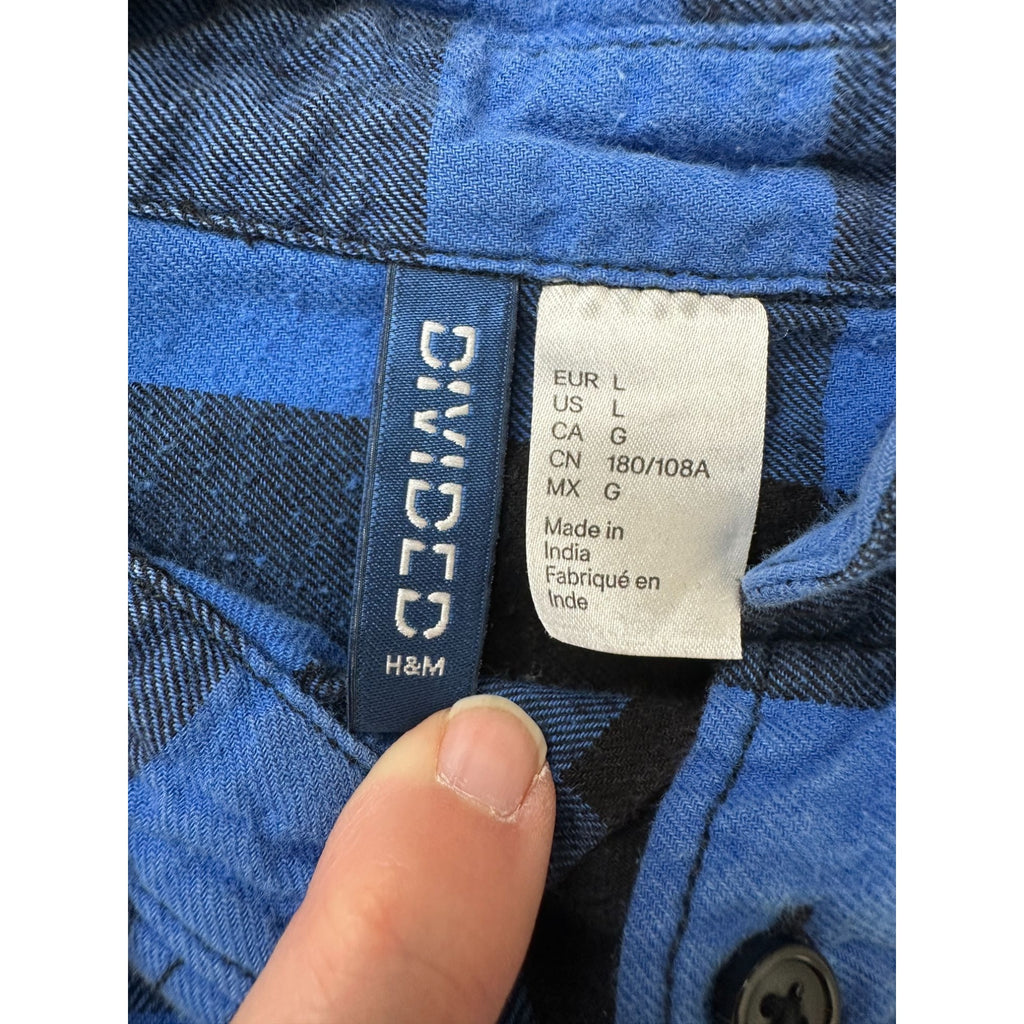 DIVIDED
H&M
EUR L
US L
CA G
CN 180/108A
MX G
Made in
India
Fabriqué en
Inde